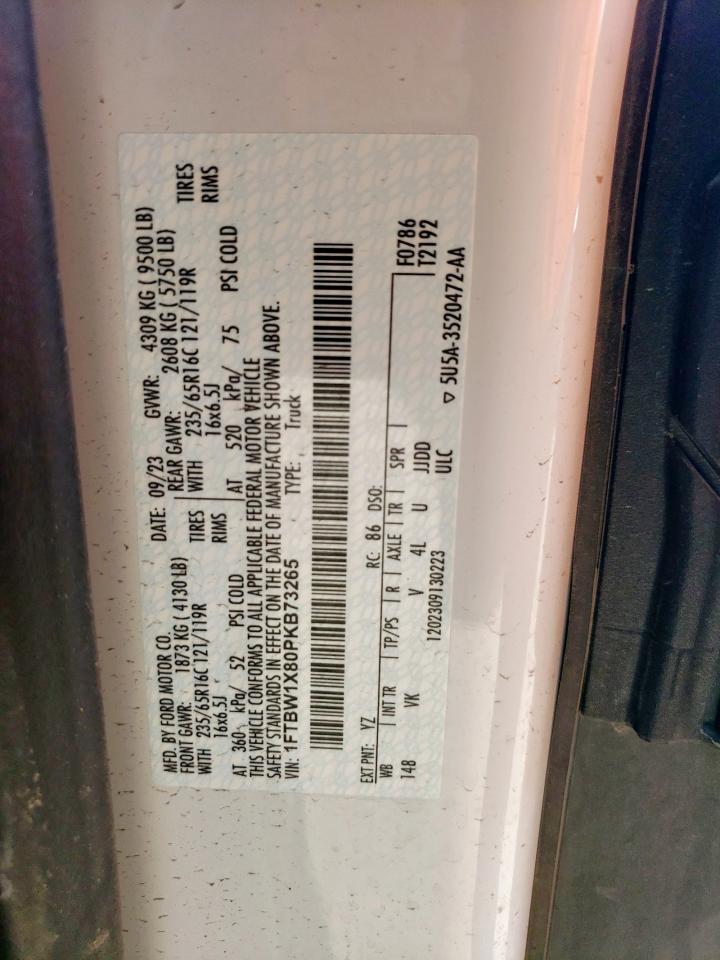 MFD. BY FORD MOTOR CO.
DATE: 09/23 GVWR: 4309 KG ( 9500 LB)
FRONT GAWR: 1873 KG ( 4130 LB) REAR GAWR: 2608 KG ( 5750 LB)
WITH 235/65R16C 121/119R TIRES WITH 235/65R16C 121/119R TIRES
16x6.5J RIMS 16x6.5J RIMS
AT 360 kPa/ 52 PSI COLD AT 520 kPa/ 75 PSI COLD
THIS VEHICLE CONFORMS TO ALL APPLICABLE FEDERAL MOTOR VEHICLE
SAFETY STANDARDS IN EFFECT ON THE DATE OF MANUFACTURE SHOWN ABOVE.
VIN: 1FTBW1X80PKB73265 TYPE: Truck
EXT PNT: YZ RC: 86 DSO: F0786
WB INT TR TP/PS R AXLE TR SPR T2192
148 VK V 4L U JJDD
1202309130223 ULC ▽ 5U5A-3520472-AA